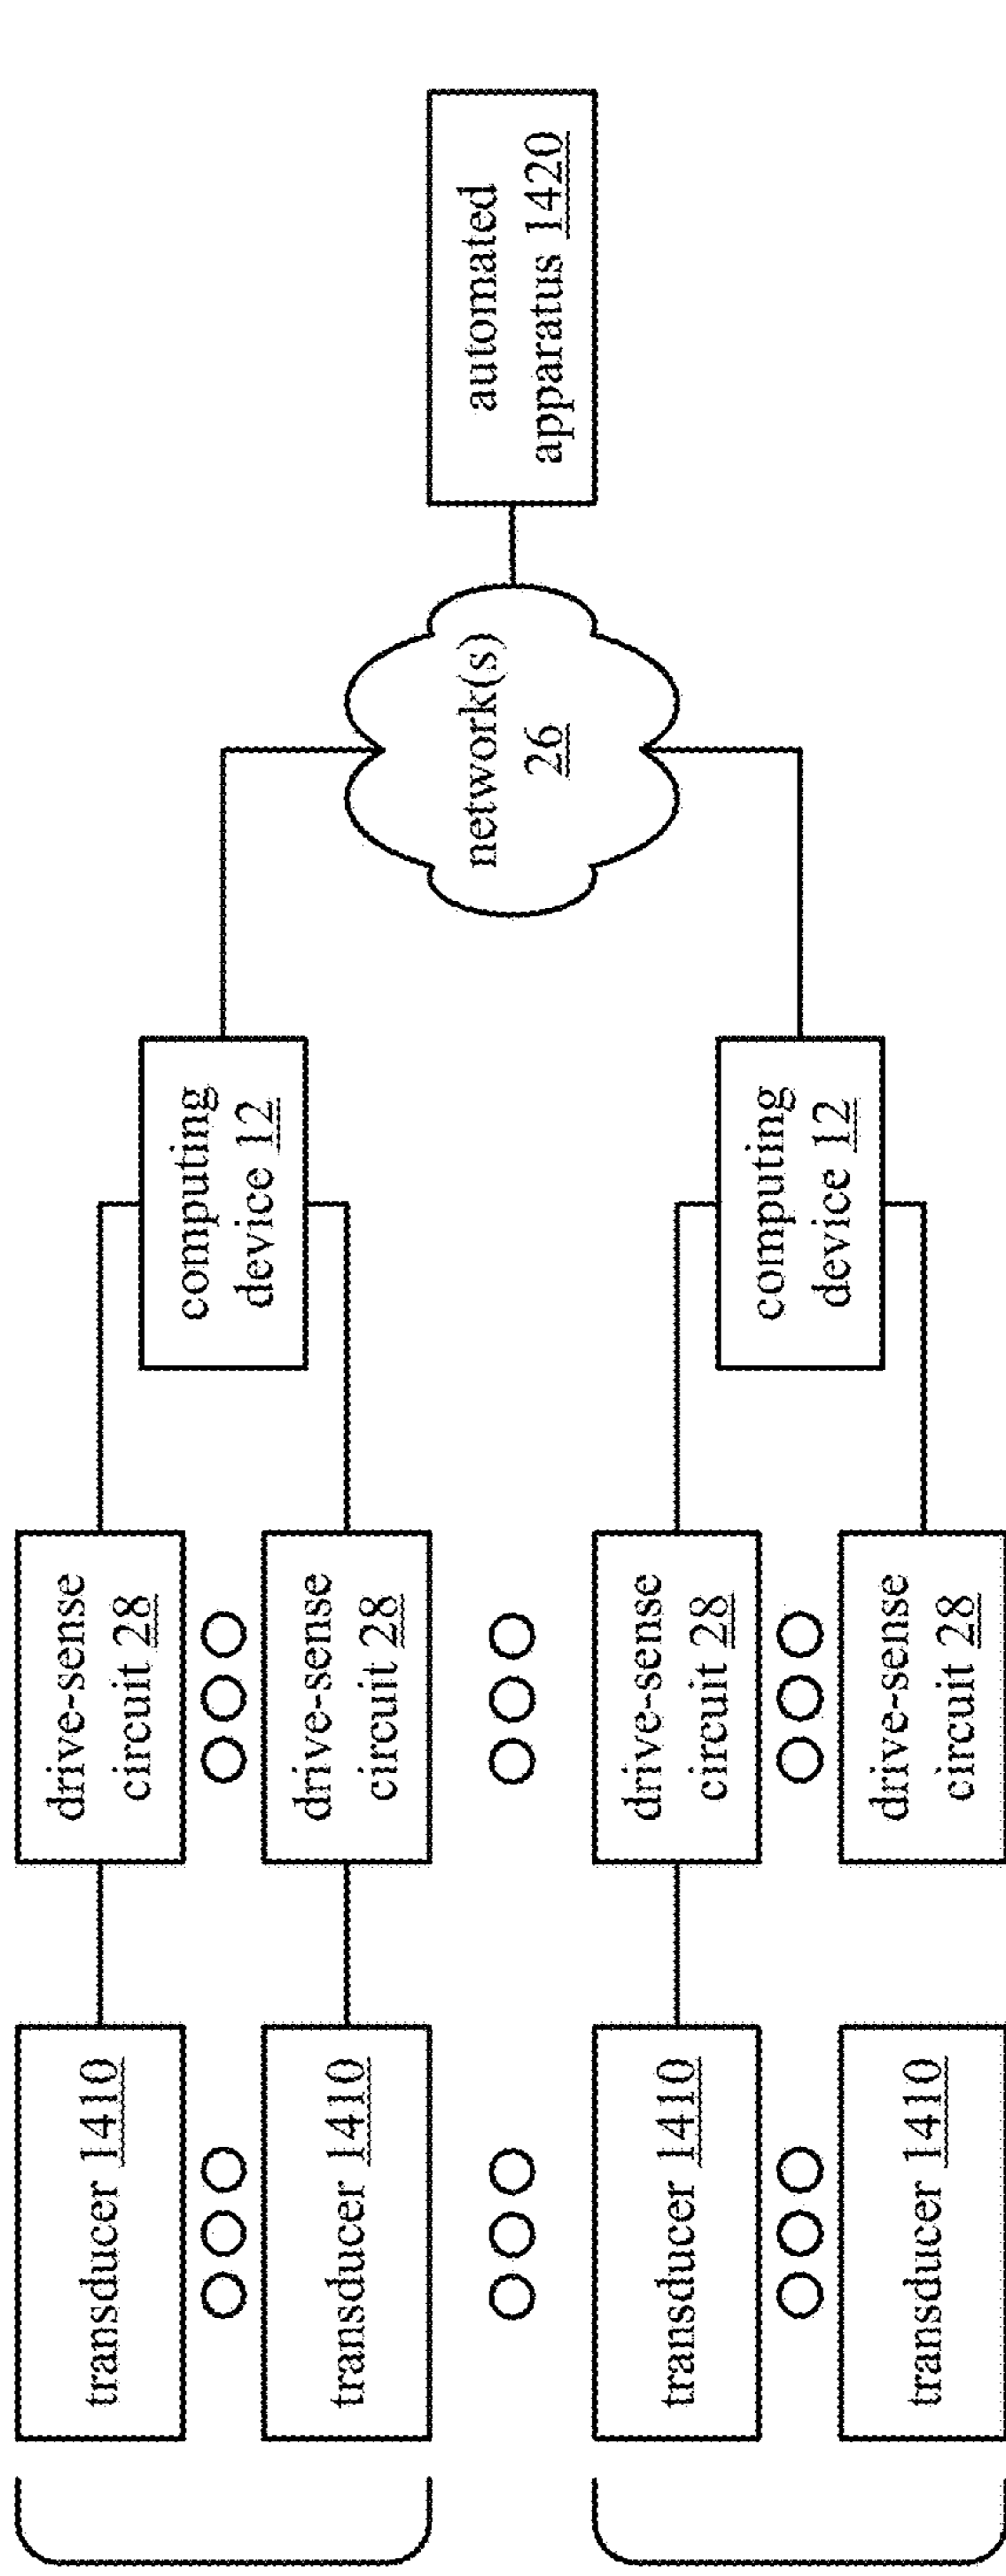 transducer 1410
drive-sense
circuit 28
computing
device 12
transducer 1410
drive-sense
circuit 28
network(s)
26
automated
apparatus 1420
transducer 1410
drive-sense
circuit 28
computing
device 12
transducer 1410
drive-sense
circuit 28